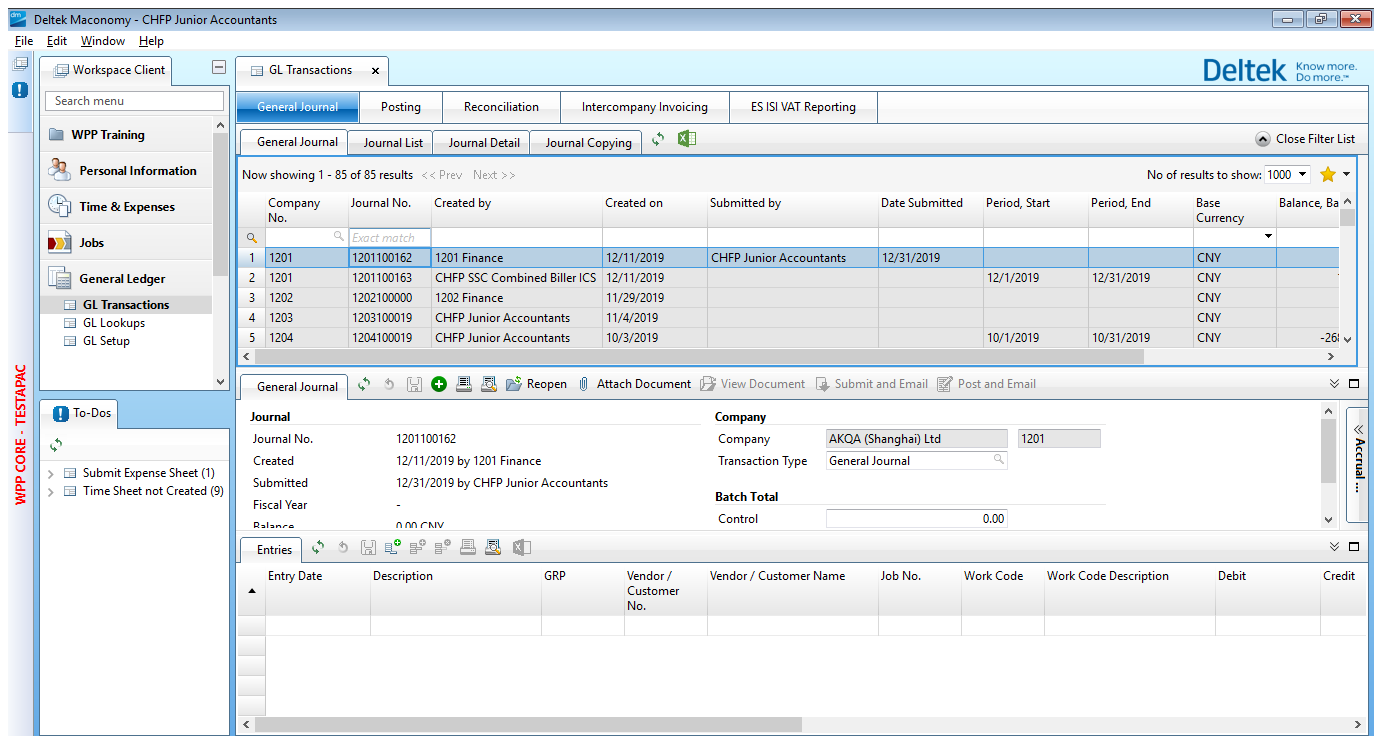 Deltek Maconomy - CHFP Junior Accountants
File Edit Window Help
Workspace Client
GL Transactions
Deltek Know more. Do more.™
Search menu
WPP Training
Personal Information
Time & Expenses
Jobs
General Ledger
GL Transactions
GL Lookups
GL Setup
To-Dos
Submit Expense Sheet (1)
Time Sheet not Created (9)
WPP CORE - TESTAPAC
General Journal Posting Reconciliation Intercompany Invoicing ES ISI VAT Reporting
General Journal Journal List Journal Detail Journal Copying Close Filter List
Now showing 1 - 85 of 85 results << Prev Next >> No of results to show: 1000
Company No. Journal No. Created by Created on Submitted by Date Submitted Period, Start Period, End Base Currency Balance, Ba
Exact match
1 1201 1201100162 1201 Finance 12/11/2019 CHFP Junior Accountants 12/31/2019 CNY
2 1201 1201100163 CHFP SSC Combined Biller ICS 12/11/2019 12/1/2019 12/31/2019 CNY
3 1202 1202100000 1202 Finance 11/29/2019 CNY
4 1203 1203100019 CHFP Junior Accountants 11/4/2019 CNY
5 1204 1204100019 CHFP Junior Accountants 10/3/2019 10/1/2019 10/31/2019 CNY
General Journal Reopen Attach Document View Document Submit and Email Post and Email
Journal
Journal No. 1201100162
Created 12/11/2019 by 1201 Finance
Submitted 12/31/2019 by CHFP Junior Accountants
Fiscal Year -
Balance 0.00 CNY
Company
Company AKQA (Shanghai) Ltd 1201
Transaction Type General Journal
Batch Total
Control 0.00
Accrual ...
Entries
Entry Date Description GRP Vendor / Customer No. Vendor / Customer Name Job No. Work Code Work Code Description Debit Credit